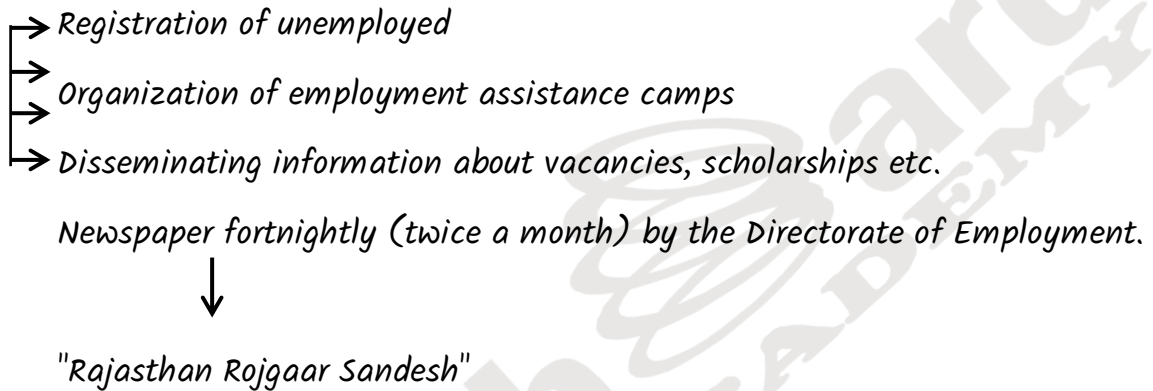 Registration of unemployed
Organization of employment assistance camps
Disseminating information about vacancies, scholarships etc.
Newspaper fortnightly (twice a month) by the Directorate of Employment.
"Rajasthan Rojgaar Sandesh"